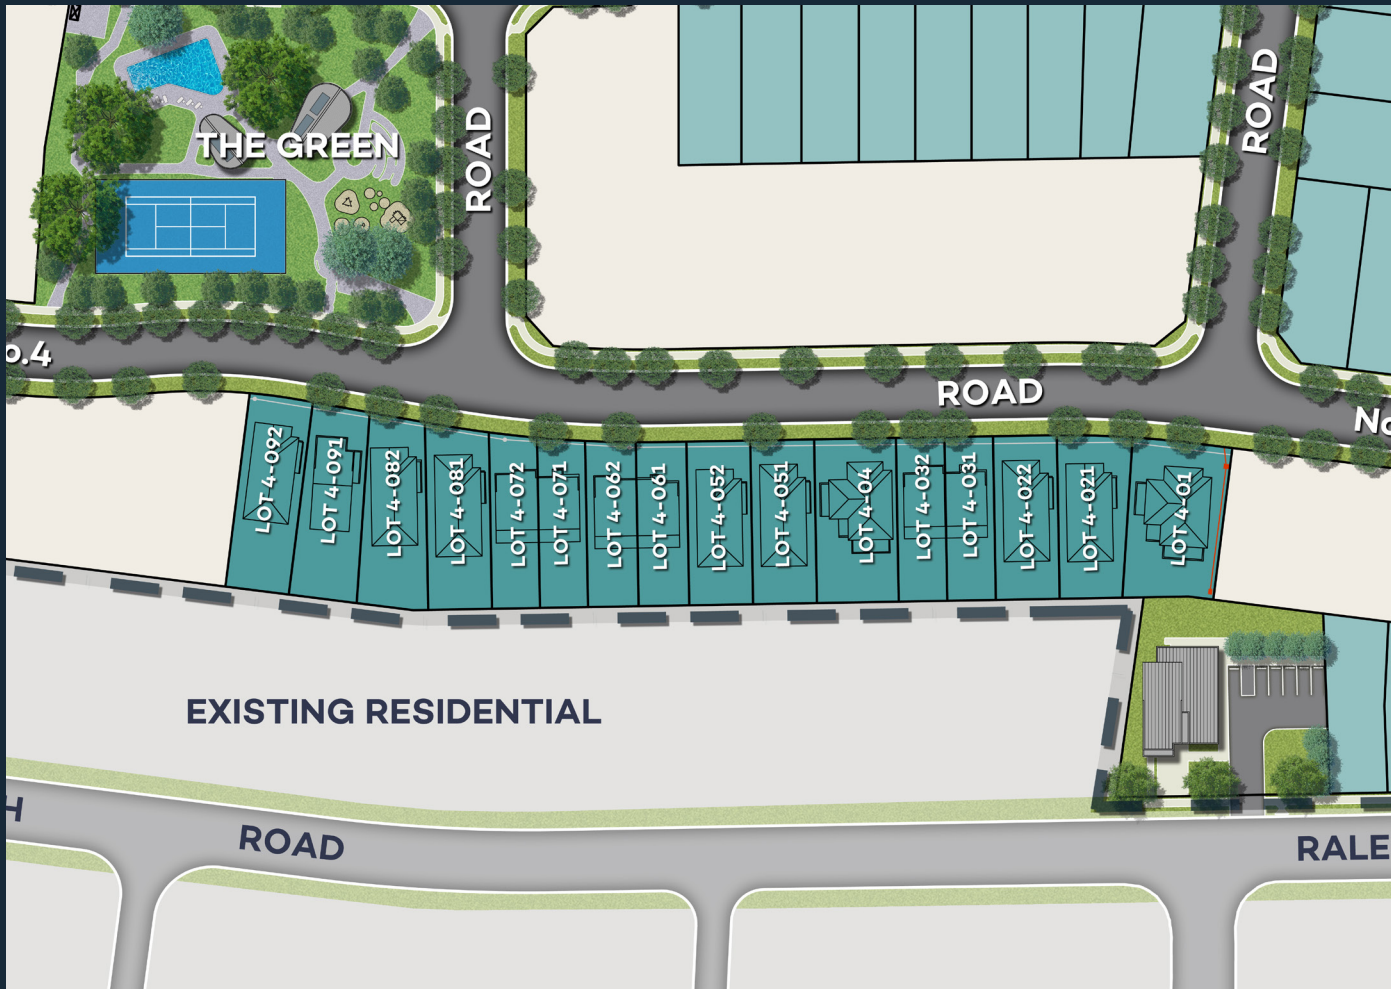 THE GREEN
ROAD
ROAD
o.4
ROAD
No
LOT 4-092
LOT 4-091
LOT 4-082
LOT 4-081
LOT 4-072
LOT 4-071
LOT 4-062
LOT 4-061
LOT 4-052
LOT 4-051
LOT 4-04
LOT 4-032
LOT 4-031
LOT 4-022
LOT 4-021
LOT 4-01
EXISTING RESIDENTIAL
H
ROAD
RALE